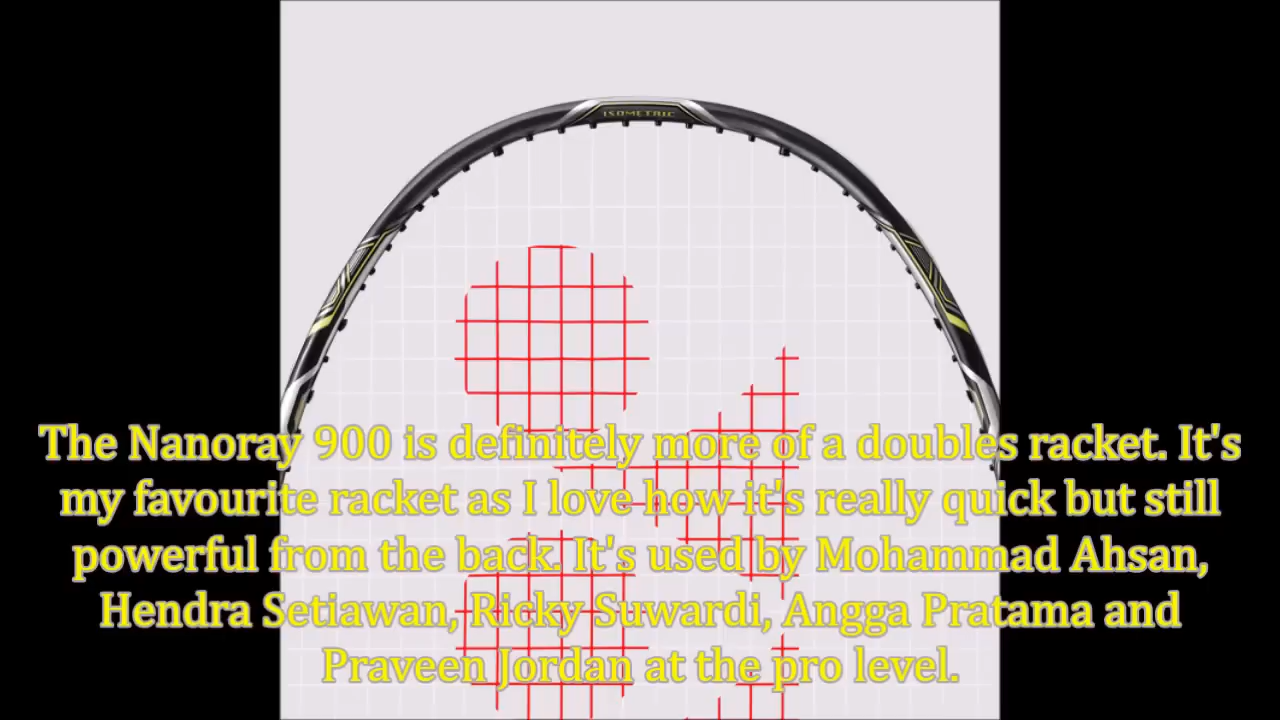 ISOMETRIC
The Nanoray 900 is definitely more of a doubles racket. It's
my favourite racket as I love how it's really quick but still
powerful from the back. It's used by Mohammad Ahsan,
Hendra Setiawan, Ricky Suwardi, Angga Pratama and
Praveen Jordan at the pro level.